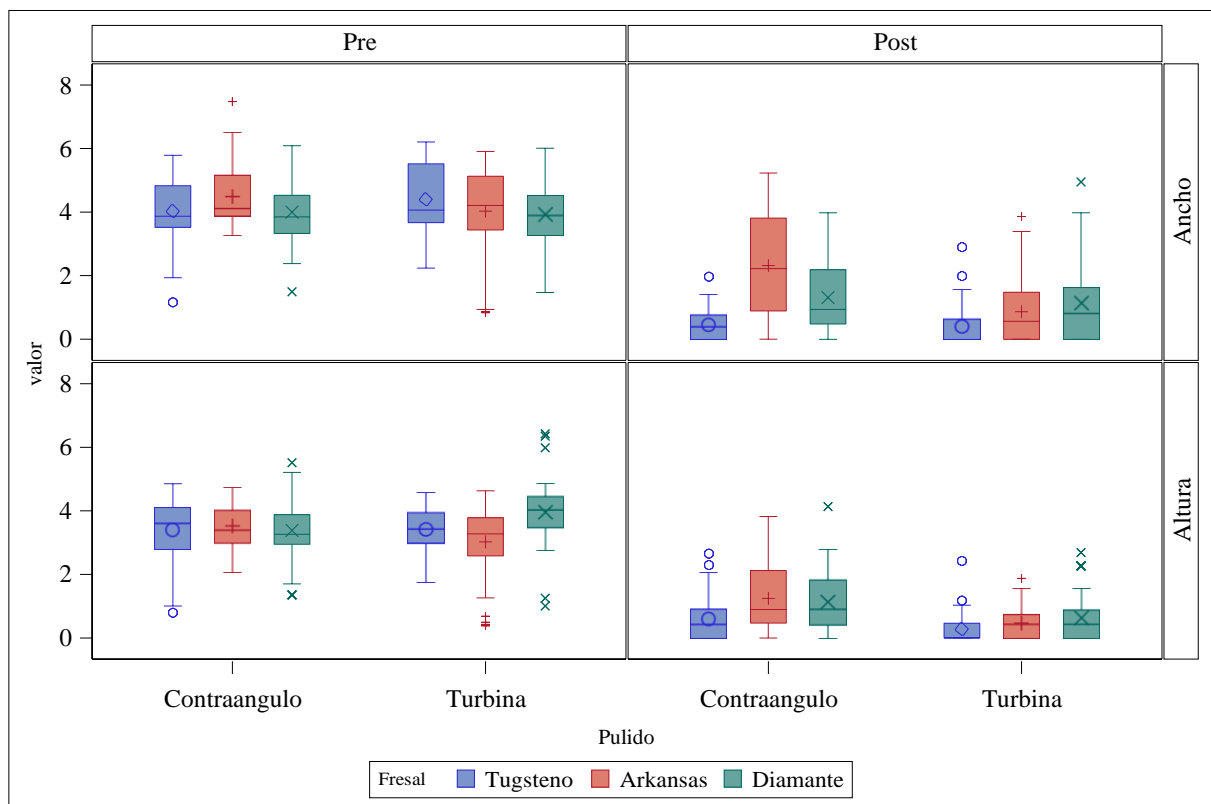 Pre Post
8
6
4
2
0
Ancho
valor
8
6
4
2
0
Altura
Contraangulo Turbina Contraangulo Turbina
Pulido
Fresal Tugsteno Arkansas Diamante